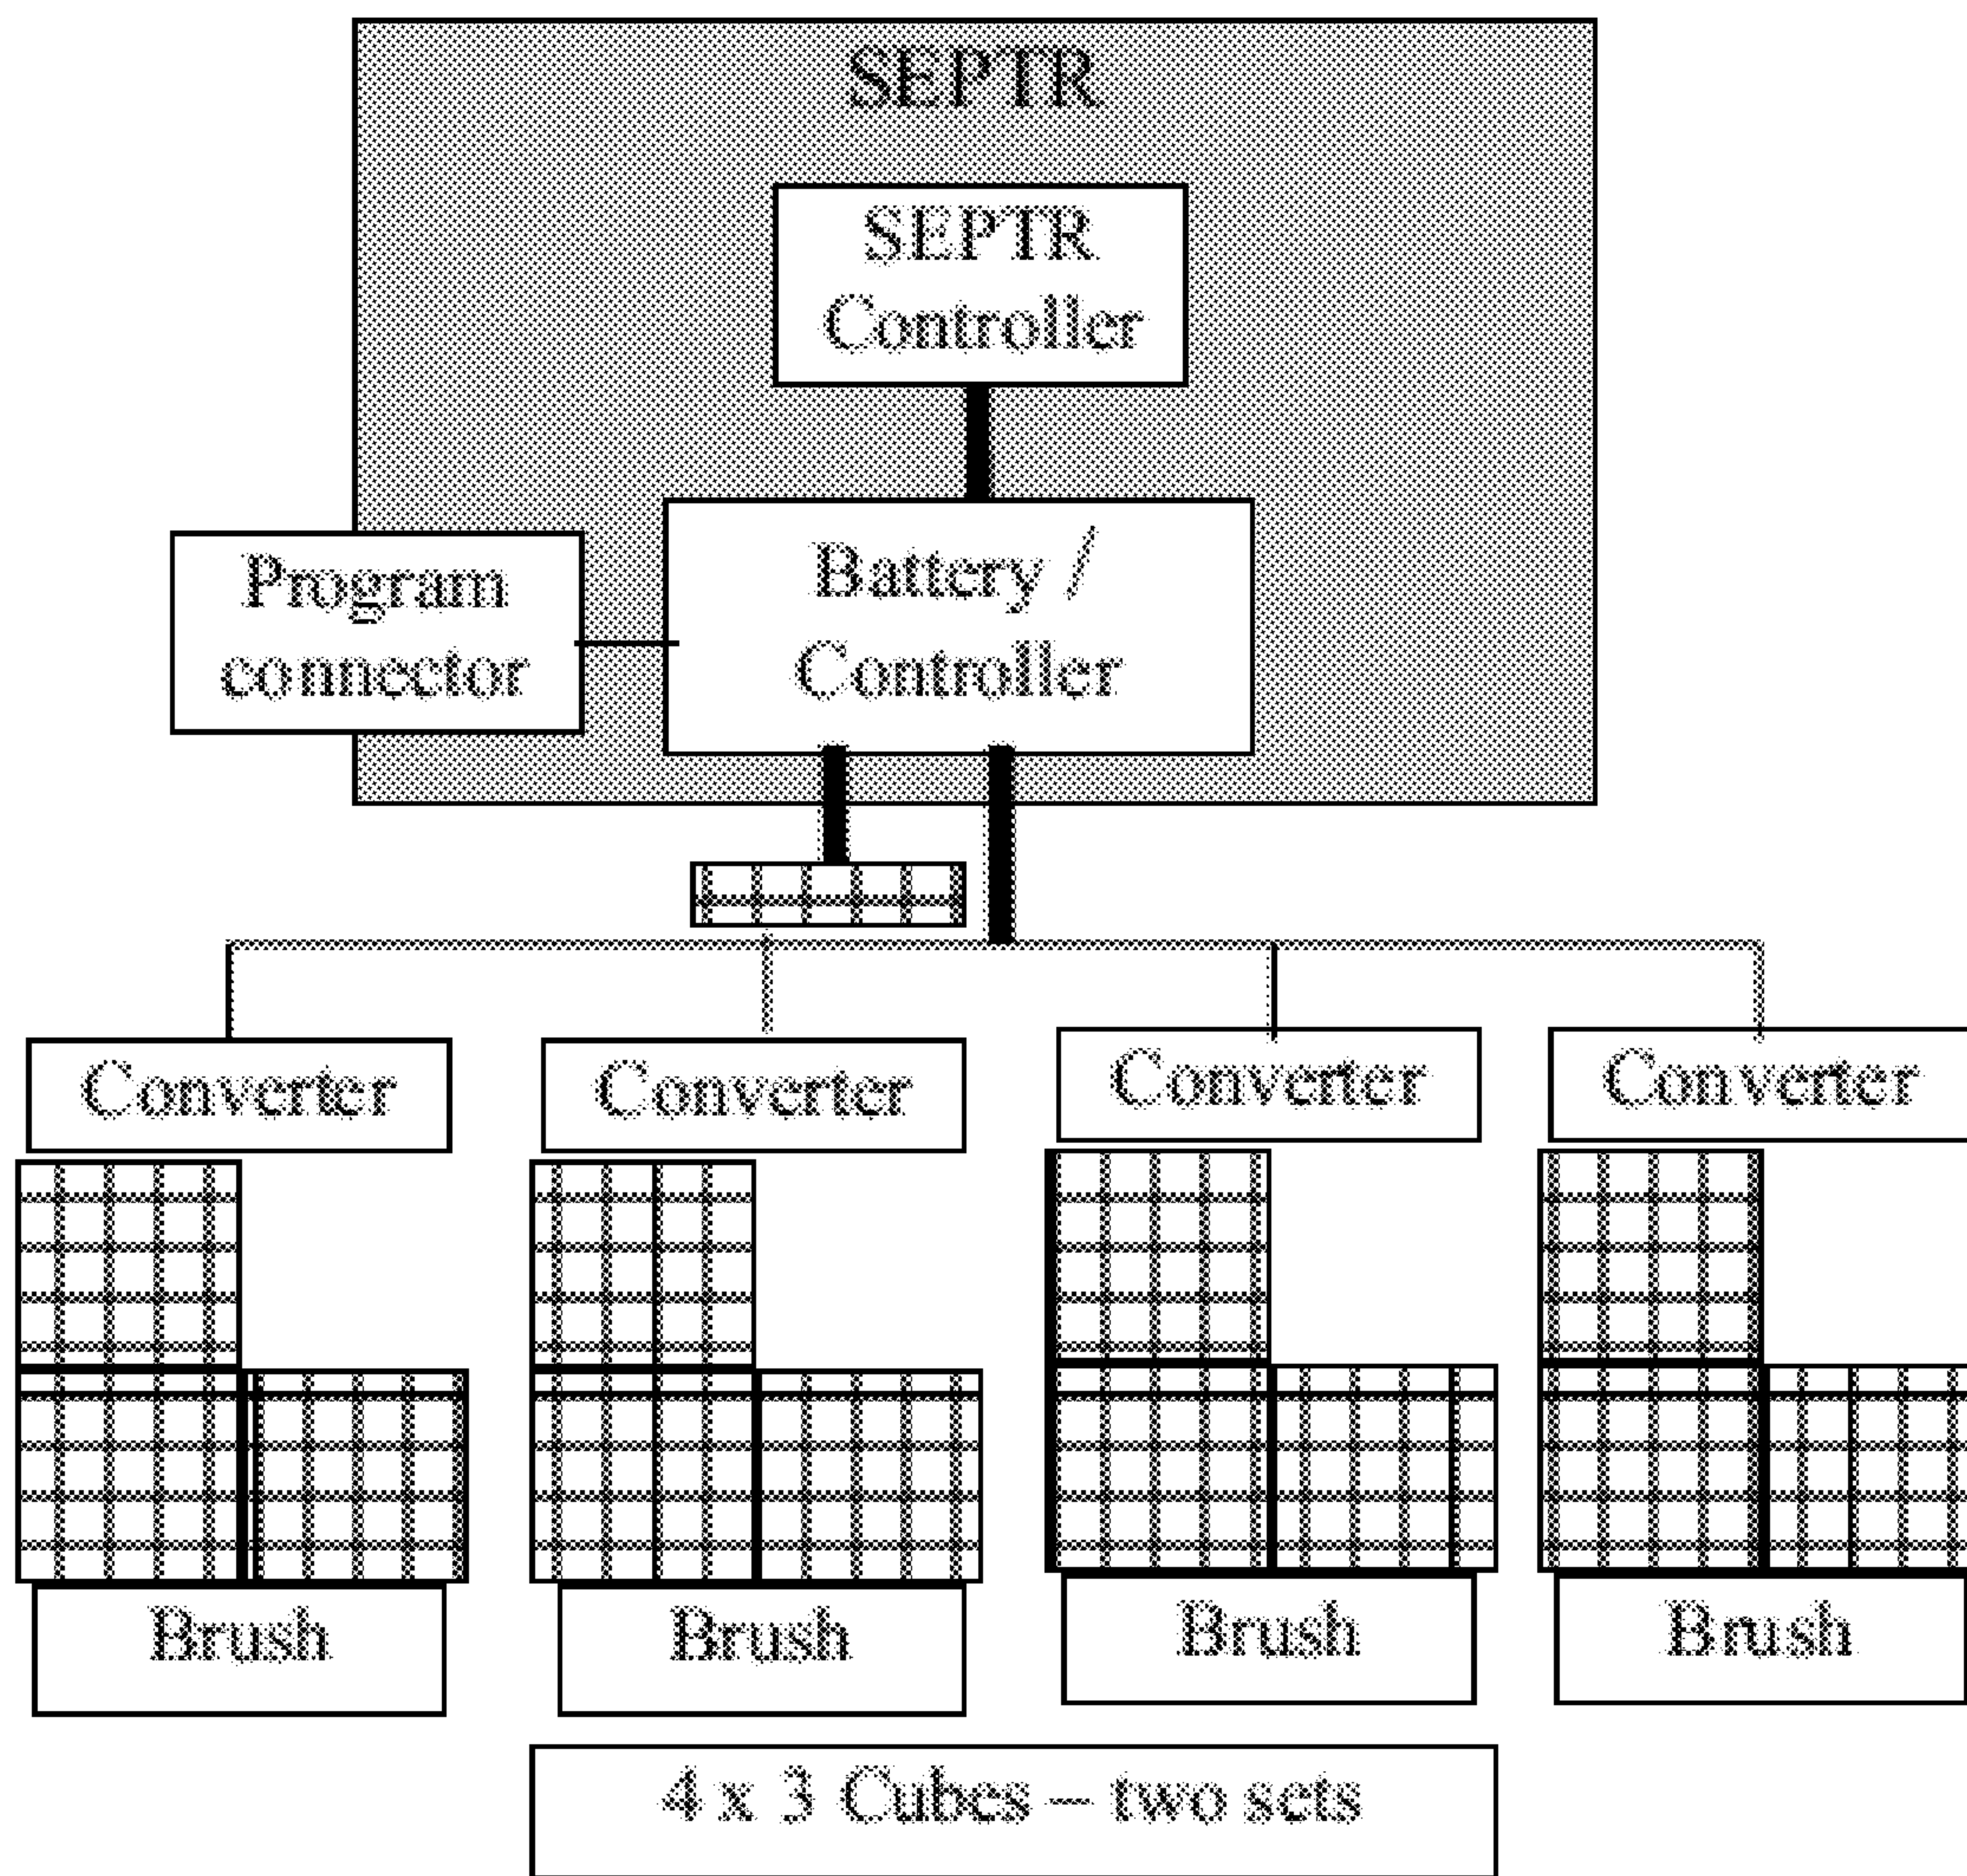 SEPTR
SEPTR
Controller
Battery /
Controller
Program
connector
Converter
Converter
Converter
Converter
Brush
Brush
Brush
Brush
4 x 3 Cubes – two sets